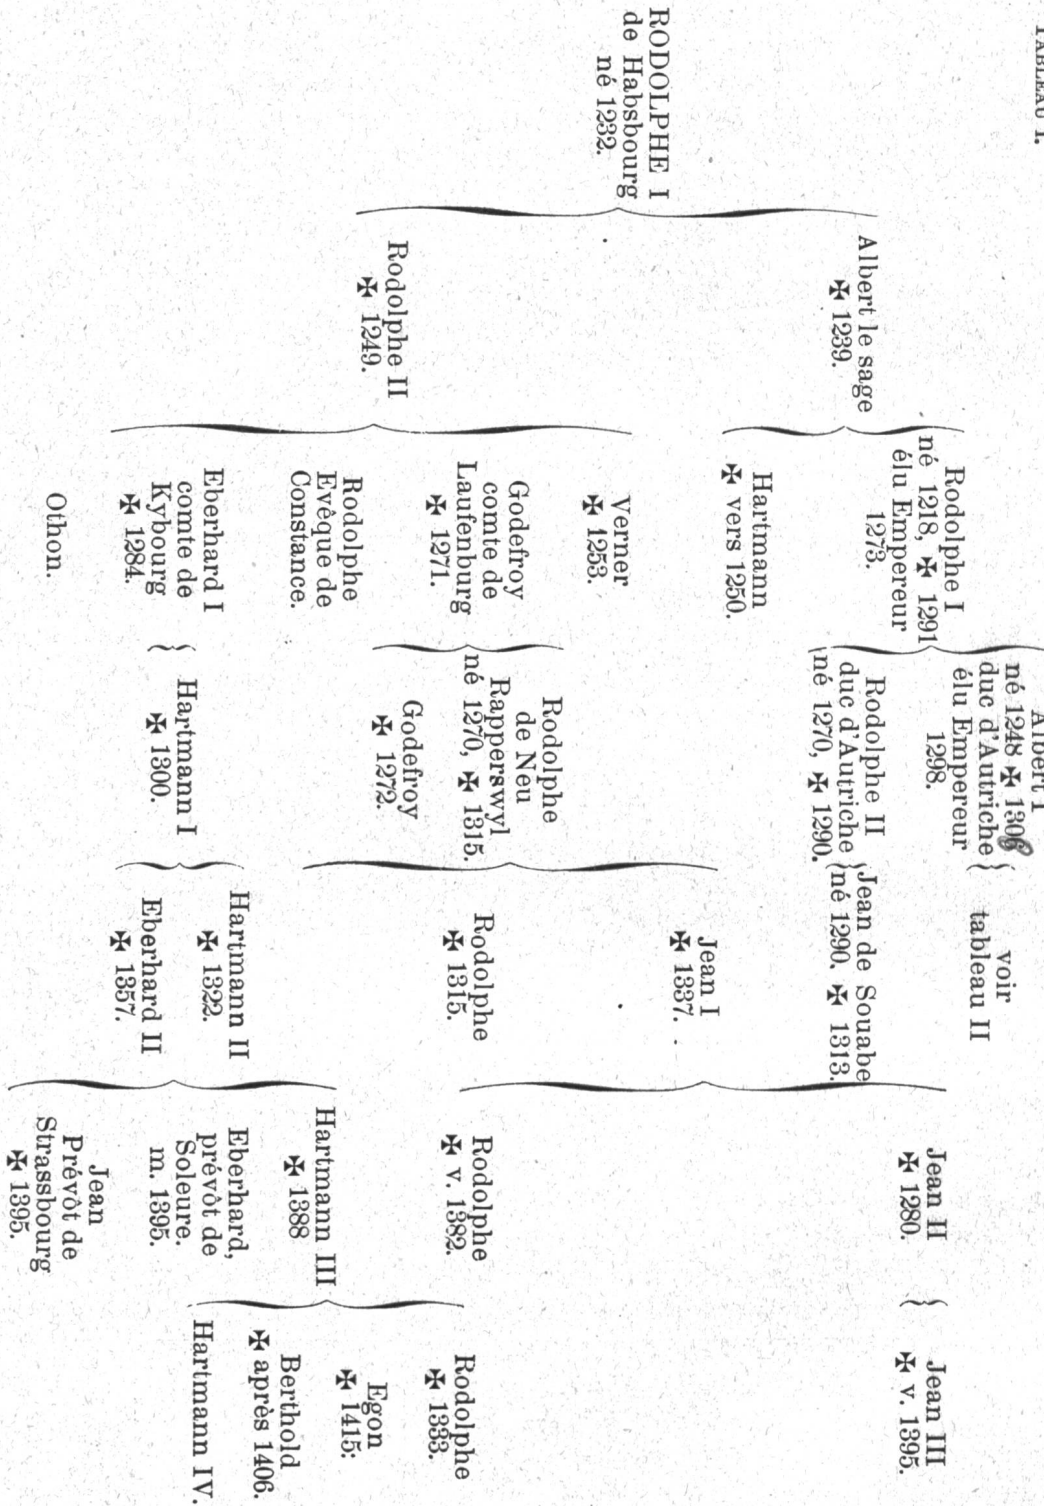 TABLEAU I.
RODOLPHE I
de Habsbourg
né 1232.
Albert le sage
✠ 1239.
Rodolphe II
✠ 1249.
Rodolphe I
né 1218, ✠ 1291
élu Empereur
1273.
Hartmann
✠ vers 1250.
Verner
✠ 1253.
Godefroy
comte de
Laufenburg
✠ 1271.
Rodolphe
Evèque de
Constance.
Eberhard I
comte de
Kybourg
✠ 1284.
Othon.
Albert I
né 1248 ✠ 1308
duc d'Autriche
élu Empereur
1298.
Rodolphe II
duc d'Autriche
né 1270, ✠ 1290.
Rodolphe
de Neu
Rapperswyl
né 1270, ✠ 1315.
Godefroy
✠ 1272.
Hartmann I
✠ 1300.
voir
tableau II
Jean de Souabe
né 1290. ✠ 1313.
Jean I
✠ 1337.
Rodolphe
✠ 1315.
Hartmann II
✠ 1322.
Eberhard II
✠ 1357.
Jean II
✠ 1280.
Rodolphe
✠ v. 1382.
Hartmann III
✠ 1388
Eberhard,
prévôt de
Soleure.
m. 1395.
Jean
Prévôt de
Strassbourg
✠ 1395.
Jean III
✠ v. 1395.
Rodolphe
✠ 1333.
Egon
✠ 1415:
Berthold
✠ après 1406.
Hartmann IV.